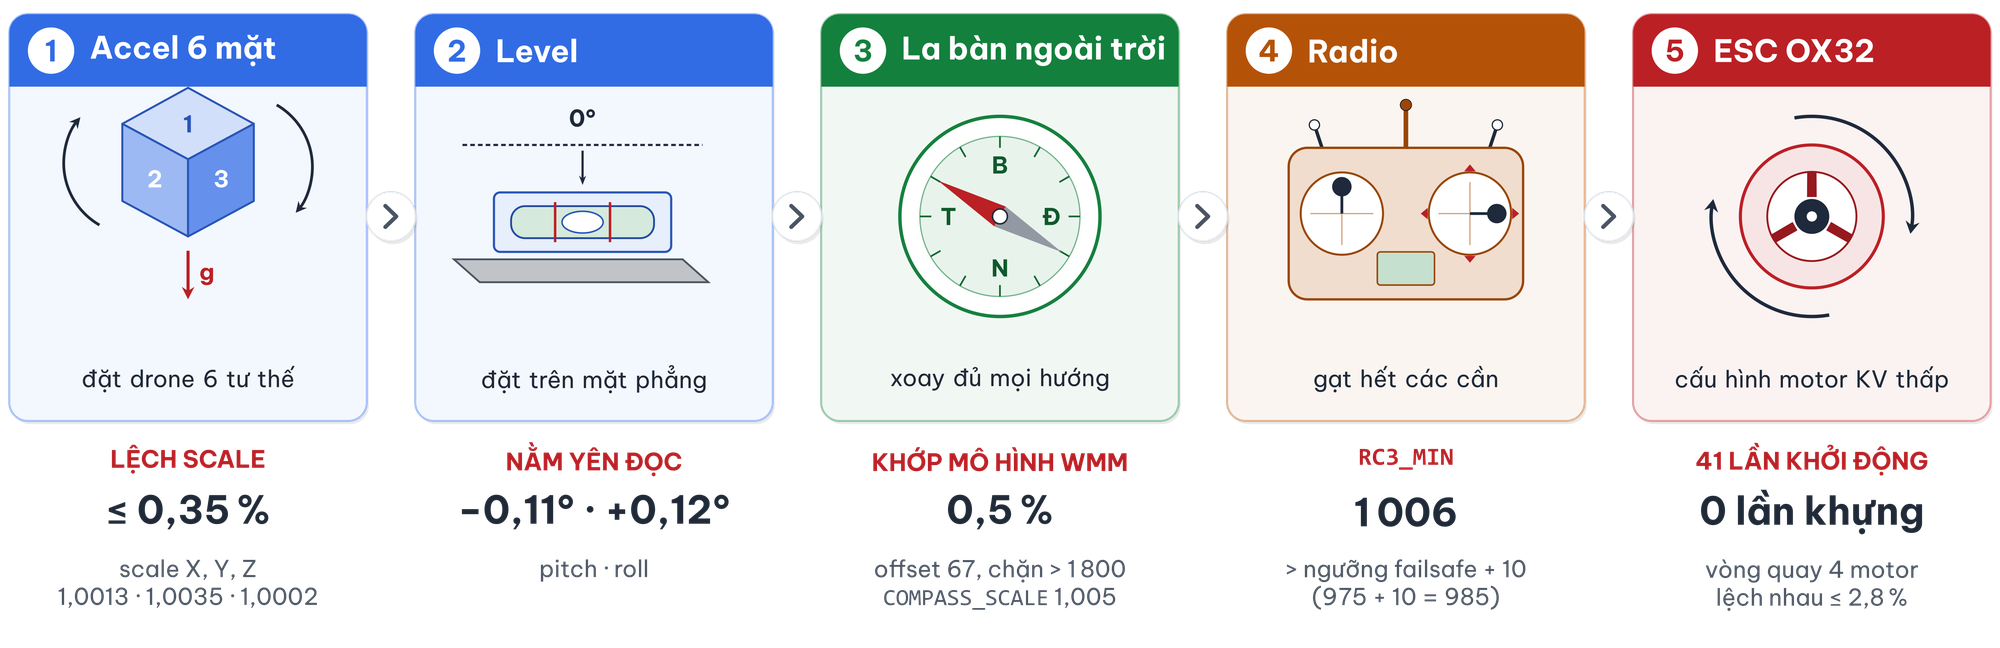 1 Accel 6 mặt
1
2 3
g
đặt drone 6 tư thế
LỆCH SCALE
≤ 0,35 %
scale X, Y, Z
1,0013 · 1,0035 · 1,0002
2 Level
0°
đặt trên mặt phẳng
NẰM YÊN ĐỌC
−0,11° · +0,12°
pitch · roll
3 La bàn ngoài trời
B
T Đ
N
xoay đủ mọi hướng
KHỚP MÔ HÌNH WMM
0,5 %
offset 67, chặn > 1800
COMPASS_SCALE 1,005
4 Radio
gạt hết các cần
RC3_MIN
1006
> ngưỡng failsafe + 10
(975 + 10 = 985)
5 ESC OX32
cấu hình motor KV thấp
41 LẦN KHỞI ĐỘNG
0 lần khựng
vòng quay 4 motor
lệch nhau ≤ 2,8 %